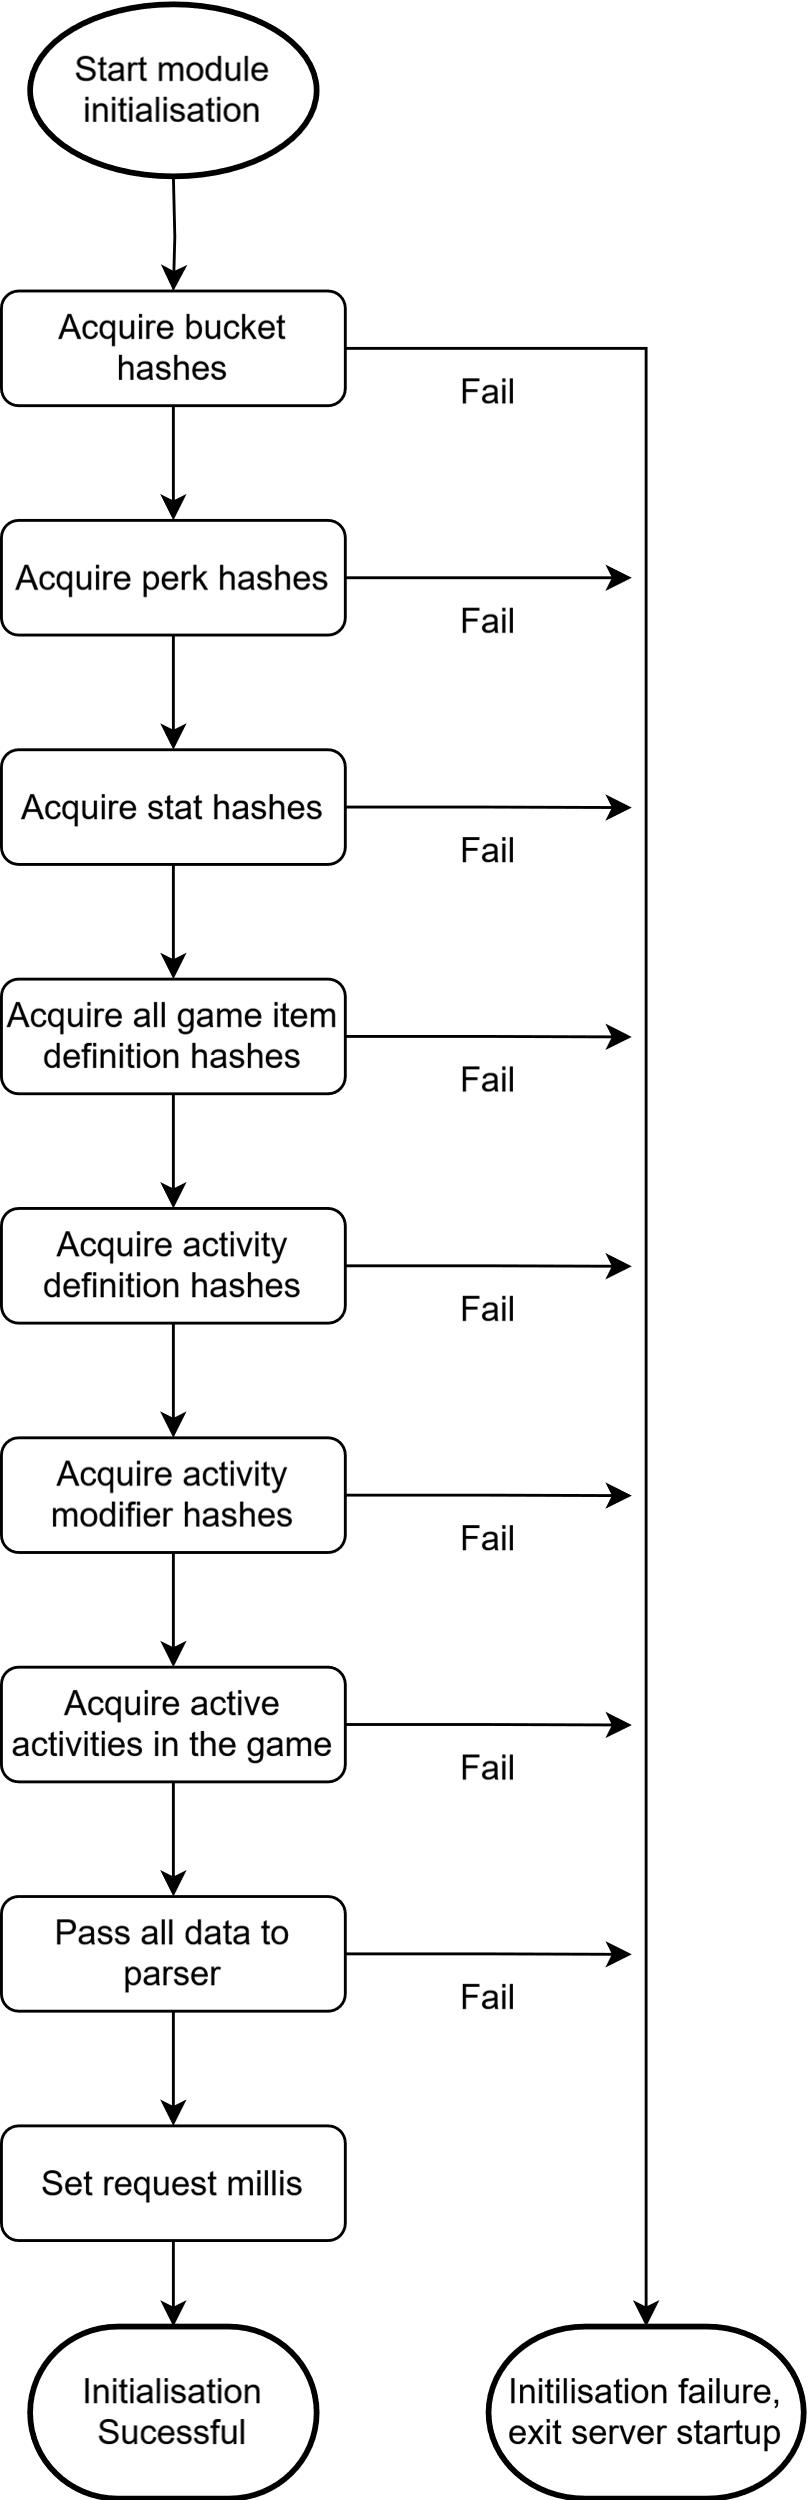 Start module
initialisation
Acquire bucket
hashes
Fail
Acquire perk hashes
Fail
Acquire stat hashes
Fail
Acquire all game item
definition hashes
Fail
Acquire activity
definition hashes
Fail
Acquire activity
modifier hashes
Fail
Acquire active
activities in the game
Fail
Pass all data to
parser
Fail
Set request millis
Initialisation
Sucessful
Initilisation failure,
exit server startup